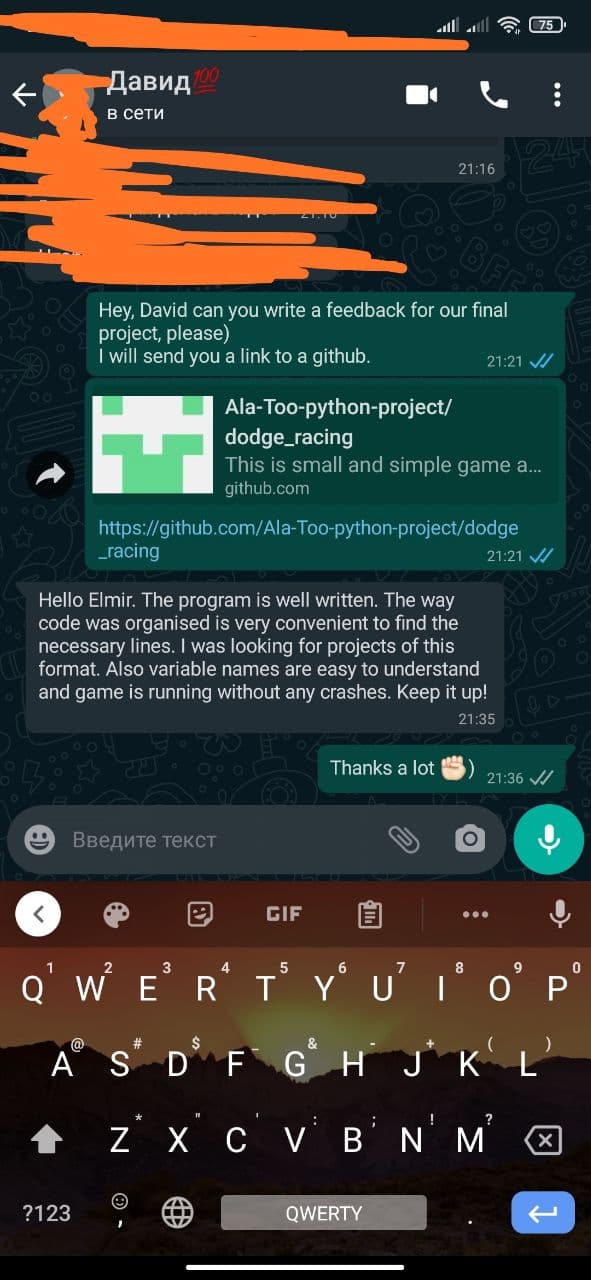 75
Давид💯
в сети
21:16
21:16
Hey, David can you write a feedback for our final
project, please)
I will send you a link to a github.
21:21
Ala-Too-python-project/
dodge_racing
This is small and simple game a...
github.com
https://github.com/Ala-Too-python-project/dodge
_racing
21:21
Hello Elmir. The program is well written. The way
code was organised is very convenient to find the
necessary lines. I was looking for projects of this
format. Also variable names are easy to understand
and game is running without any crashes. Keep it up!
21:35
Thanks a lot ✊🏻)
21:36
Введите текст
GIF
1 2 3 4 5 6 7 8 9 0
Q W E R T Y U I O P
@ # $ _ & - + ( )
A S D F G H J K L
* " ' : ; ! ?
Z X C V B N M
?123 , QWERTY .